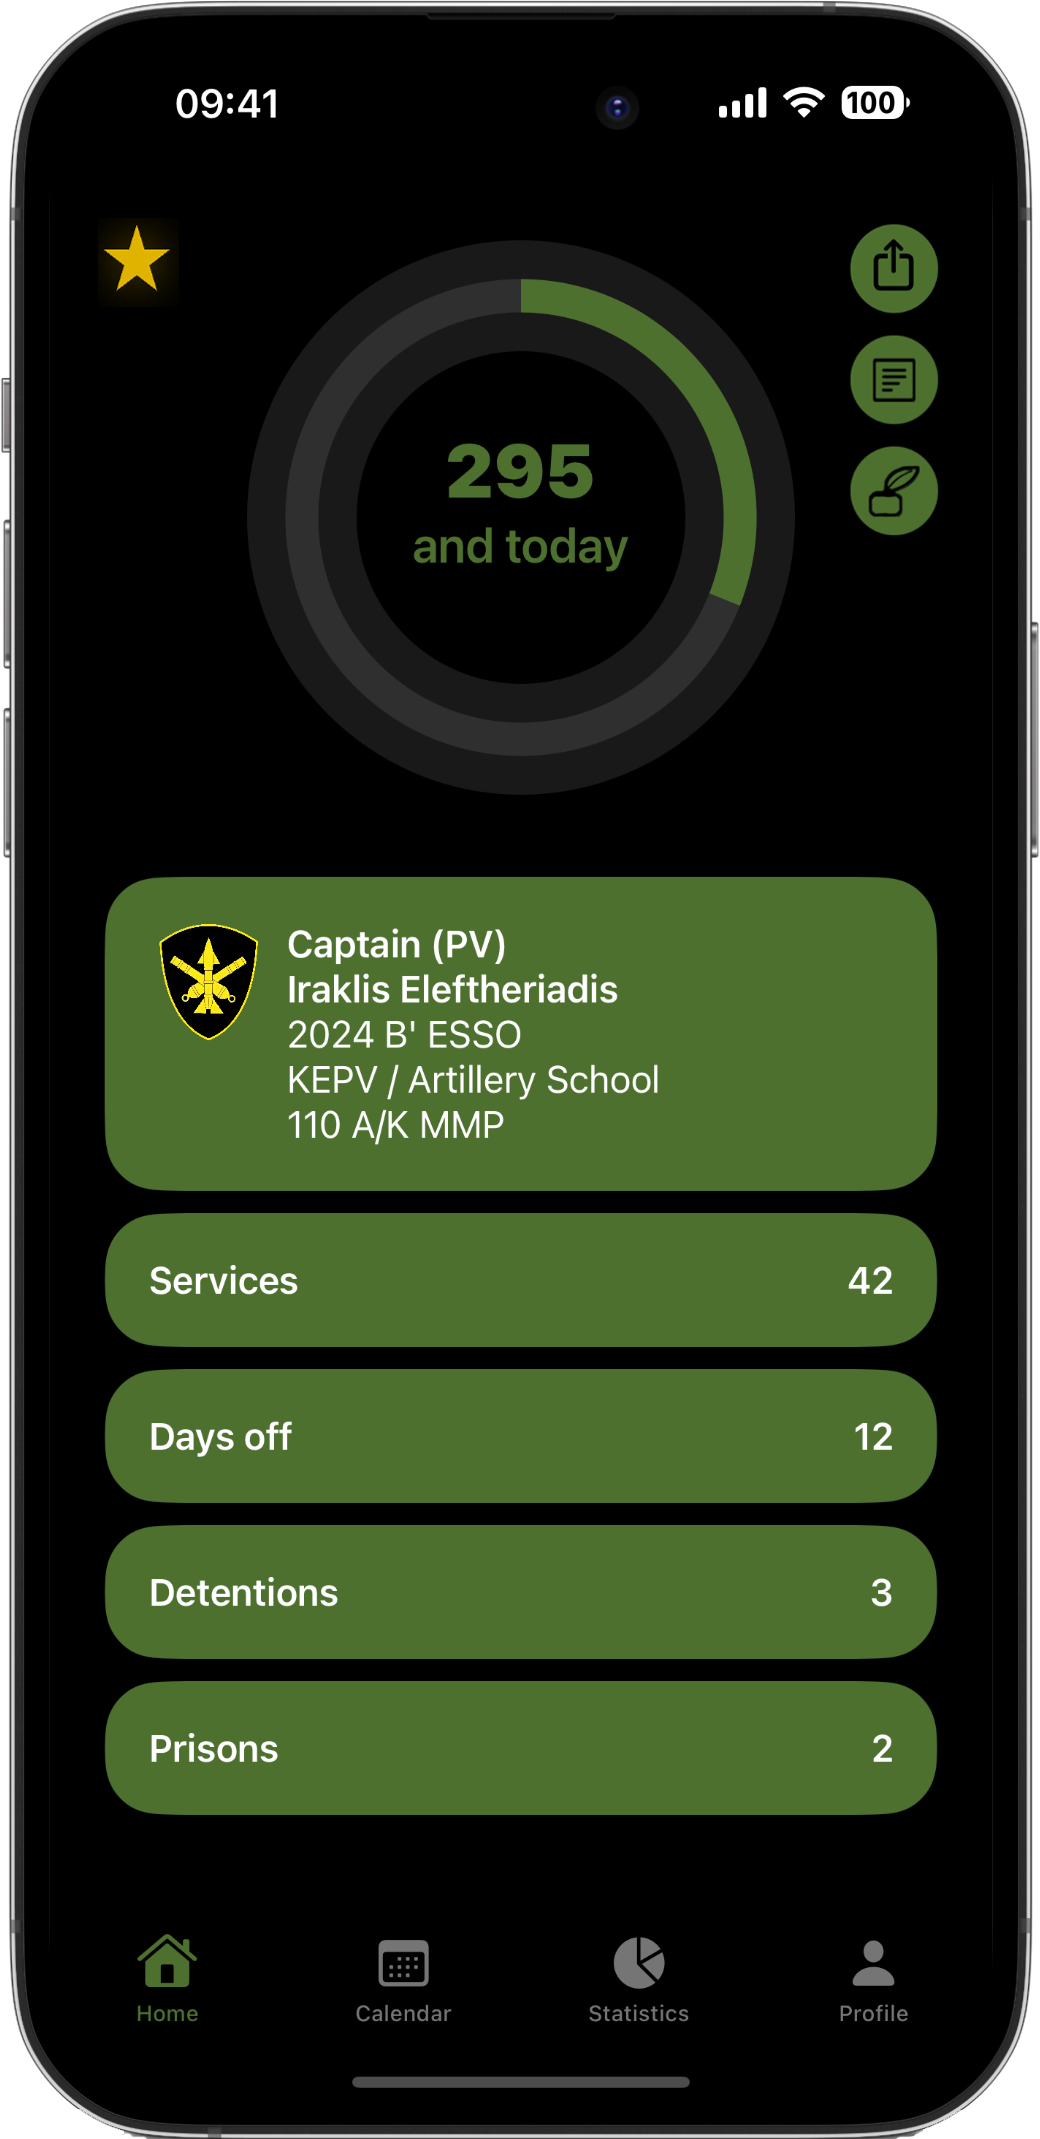 09:41
100
295
and today
Captain (PV)
Iraklis Eleftheriadis
2024 B' ESSO
KEPV / Artillery School
110 A/K MMP
Services 42
Days off 12
Detentions 3
Prisons 2
Home Calendar Statistics Profile